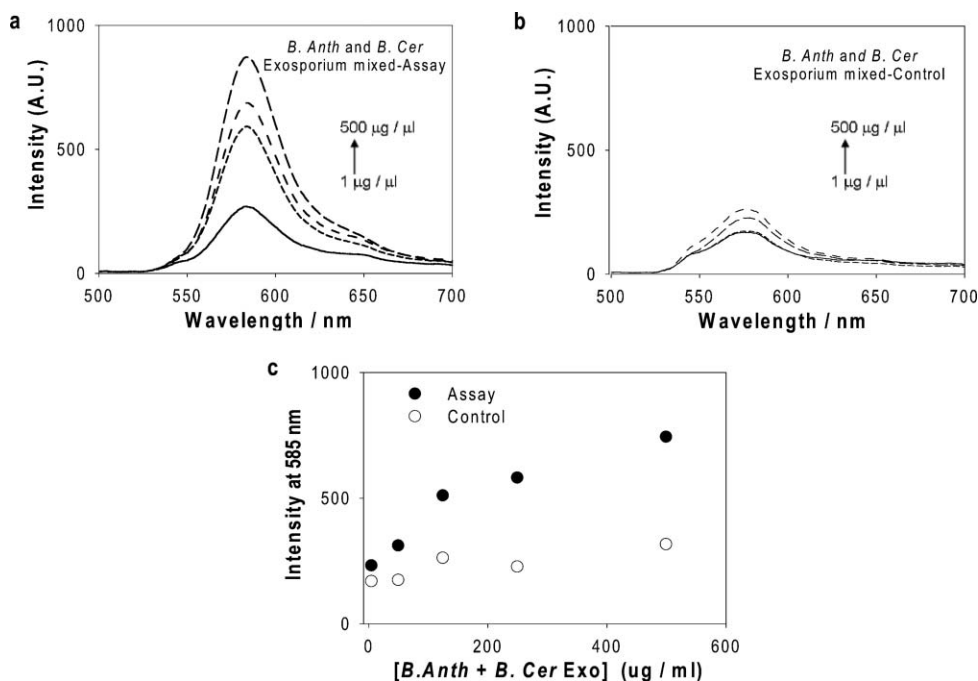 a
1000
500
0
Intensity (A.U.)
B. Anth and B. Cer
Exosporium mixed-Assay
500 µg / µl
1 µg / µl
500 550 600 650 700
Wavelength / nm
b
1000
500
0
Intensity (A.U.)
B. Anth and B. Cer
Exosporium mixed-Control
500 µg / µl
1 µg / µl
500 550 600 650 700
Wavelength / nm
c
1000
500
0
Intensity at 585 nm
Assay
Control
0 200 400 600
[B.Anth + B. Cer Exo] (ug / ml)